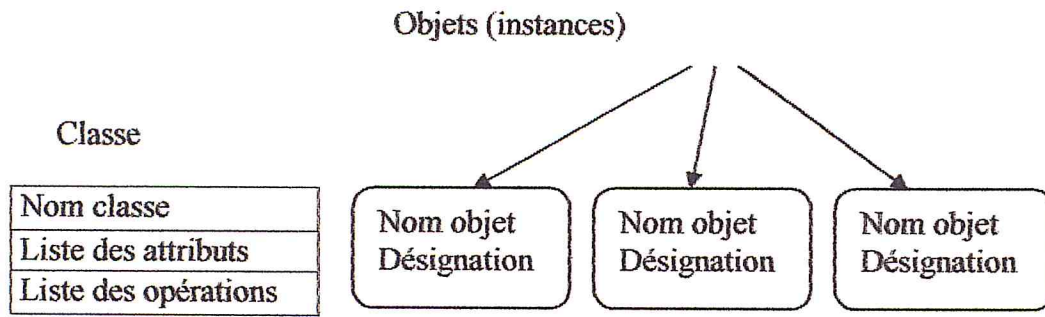 Objets (instances)
Classe
Nom classe
Liste des attributs
Liste des opérations
Nom objet
Désignation
Nom objet
Désignation
Nom objet
Désignation